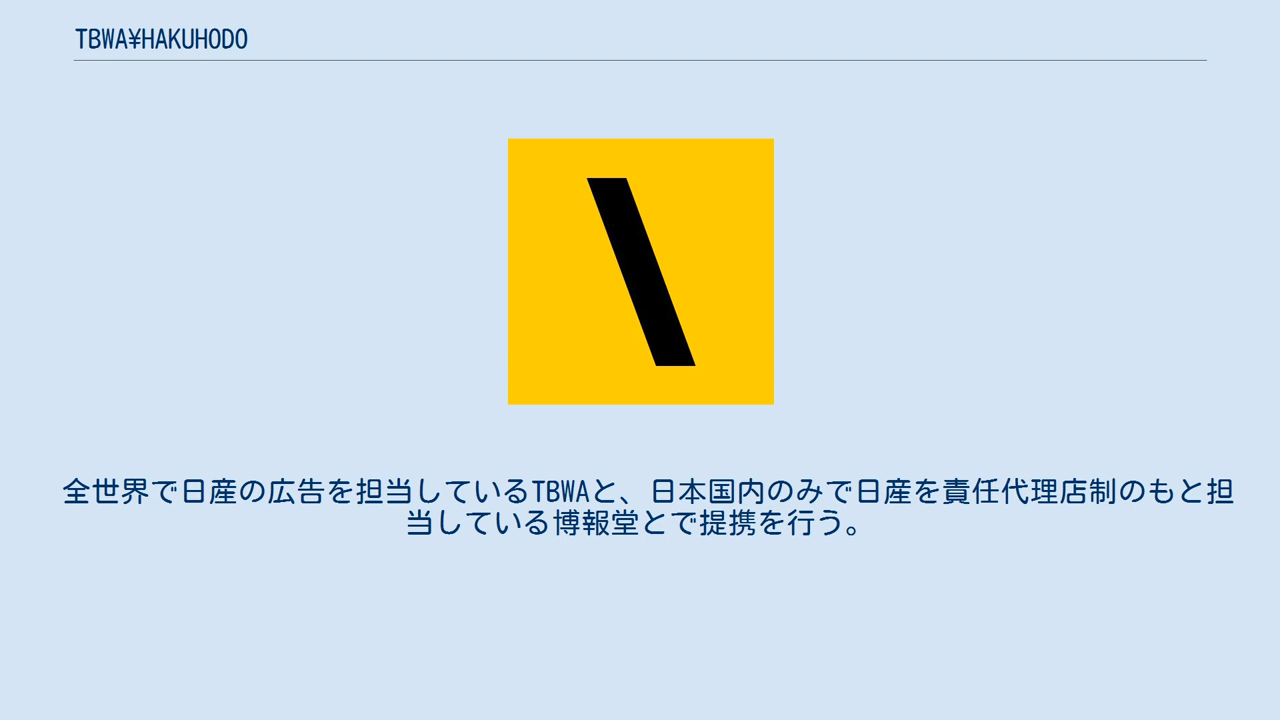 TBWA¥HAKUHODO
\
全世界で日産の広告を担当しているTBWAと、日本国内のみで日産を責任代理店制のもと担
当している博報堂とで提携を行う。